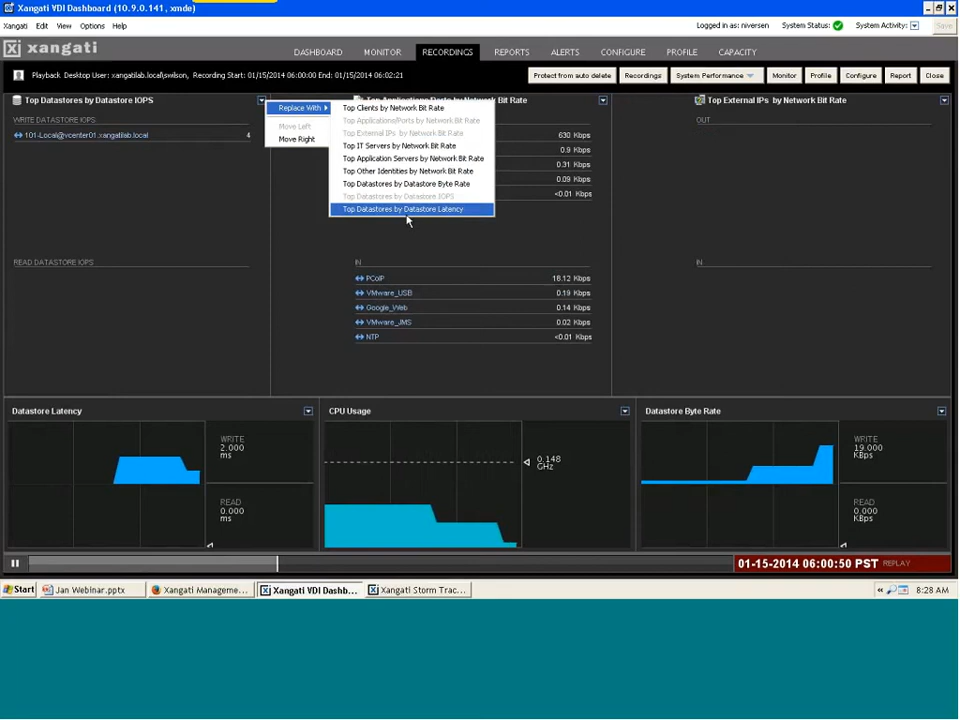 Xangati VDI Dashboard (10.9.0.141, xmde)
Xangati Edit View Options Help
Logged in as: niversen System Status: System Activity: Save
xangati
DASHBOARD MONITOR RECORDINGS REPORTS ALERTS CONFIGURE PROFILE CAPACITY
Playback Desktop User: xangatilab.local\swilson, Recording Start: 01/15/2014 06:00:00 End: 01/15/2014 06:02:21
Protect from auto delete Recordings System Performance Monitor Profile Configure Report Close
Top Datastores by Datastore IOPS
WRITE DATASTORE IOPS
101-Local@vcenter01.xangatilab.local 4
READ DATASTORE IOPS
Replace With
Move Left
Move Right
Top Clients by Network Bit Rate
Top Applications/Ports by Network Bit Rate
Top External IPs by Network Bit Rate
Top IT Servers by Network Bit Rate
Top Application Servers by Network Bit Rate
Top Other Identities by Network Bit Rate
Top Datastores by Datastore Byte Rate
Top Datastores by Datastore IOPS
Top Datastores by Datastore Latency
Top Applications/Ports by Network Bit Rate
630 Kbps
0.9 Kbps
0.31 Kbps
0.09 Kbps
<0.01 Kbps
IN
PCoIP 16.12 Kbps
VMware_USB 0.19 Kbps
Google_Web 0.14 Kbps
VMware_JMS 0.02 Kbps
NTP <0.01 Kbps
Top External IPs by Network Bit Rate
OUT
IN
Datastore Latency
WRITE
2.000
ms
READ
0.000
ms
CPU Usage
0.148
GHz
Datastore Byte Rate
WRITE
19.000
KBps
READ
0.000
KBps
01-15-2014 06:00:50 PST REPLAY
Start Jan Webinar.pptx Xangati Manageme... Xangati VDI Dashb... Xangati Storm Trac... 8:28 AM